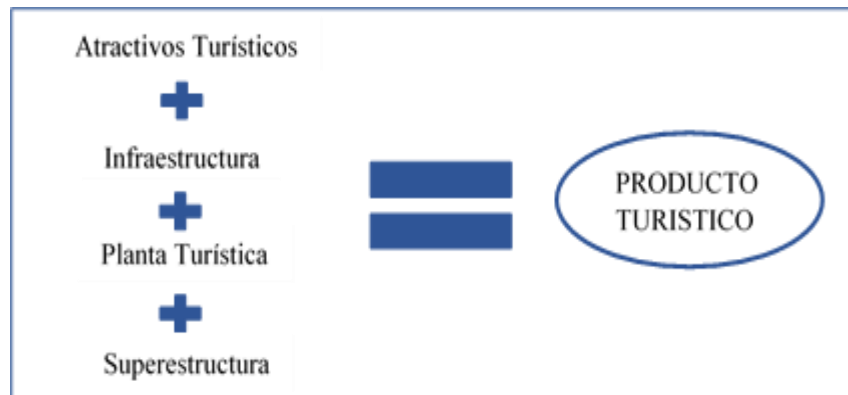 Atractivos Turísticos
Infraestructura
Planta Turística
Superestructura
PRODUCTO
TURISTICO